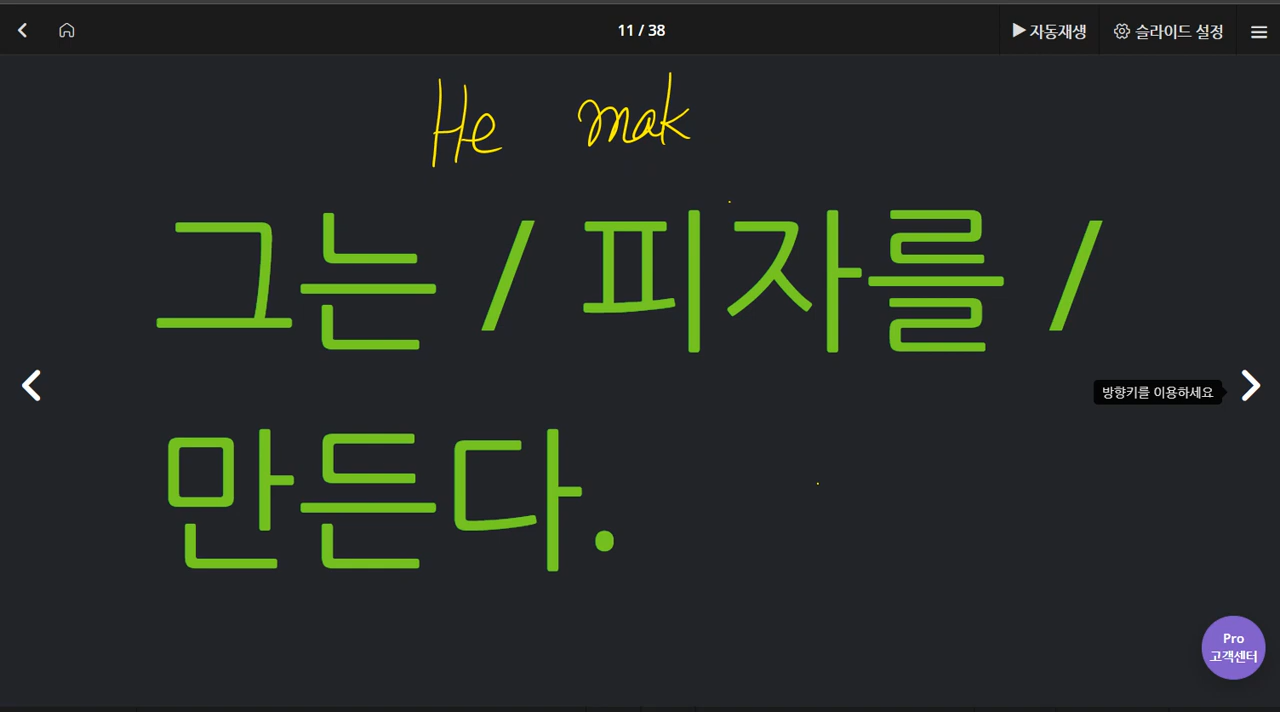 11 / 38
▶ 자동재생
슬라이드 설정
He mak
그는 / 피자를 /
만든다.
방향키를 이용하세요
Pro
고객센터